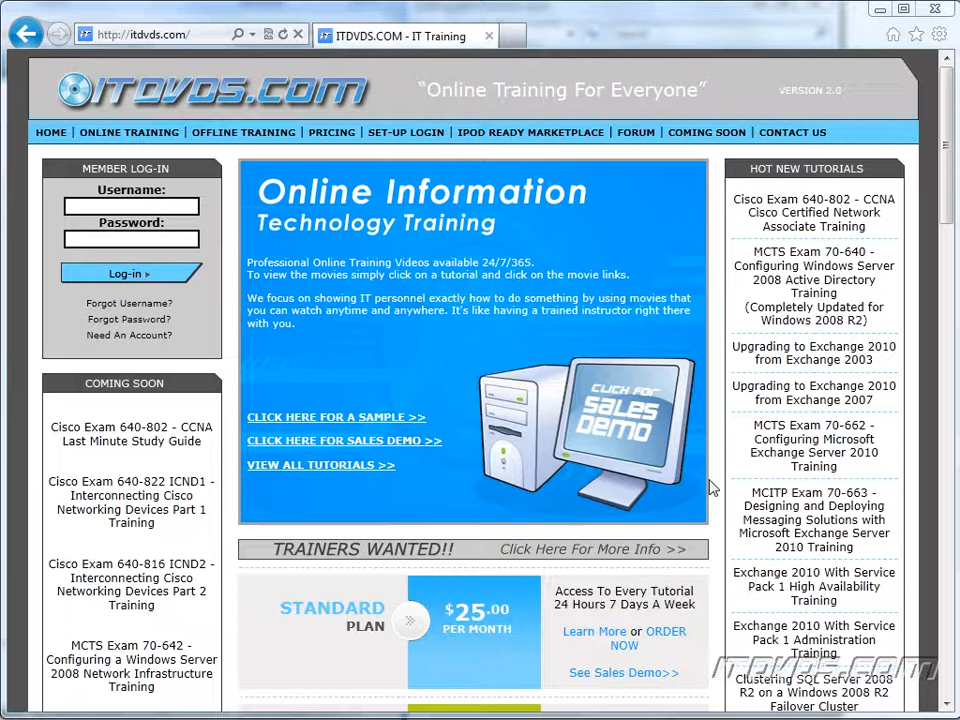 http://itdvds.com/
ITDVDS.COM - IT Training
ITDVDS.COM
"Online Training For Everyone"
VERSION 2.0
HOME | ONLINE TRAINING | OFFLINE TRAINING | PRICING | SET-UP LOGIN | IPOD READY MARKETPLACE | FORUM | COMING SOON | CONTACT US
MEMBER LOG-IN
Username:
Password:
Log-in
Forgot Username?
Forgot Password?
Need An Account?
COMING SOON
Cisco Exam 640-802 - CCNA
Last Minute Study Guide
Cisco Exam 640-822 ICND1 -
Interconnecting Cisco
Networking Devices Part 1
Training
Cisco Exam 640-816 ICND2 -
Interconnecting Cisco
Networking Devices Part 2
Training
MCTS Exam 70-642 -
Configuring a Windows Server
2008 Network Infrastructure
Training
Online Information
Technology Training
Professional Online Training Videos available 24/7/365.
To view the movies simply click on a tutorial and click on the movie links.
We focus on showing IT personnel exactly how to do something by using movies that
you can watch anytime and anywhere. It's like having a trained instructor right there
with you.
CLICK HERE FOR A SAMPLE >>
CLICK HERE FOR SALES DEMO >>
VIEW ALL TUTORIALS >>
CLICK FOR
SALES
DEMO
TRAINERS WANTED!! Click Here For More Info >>
STANDARD
PLAN
$25.00
PER MONTH
Access To Every Tutorial
24 Hours 7 Days A Week
Learn More or ORDER
NOW
See Sales Demo>>
HOT NEW TUTORIALS
Cisco Exam 640-802 - CCNA
Cisco Certified Network
Associate Training
MCTS Exam 70-640 -
Configuring Windows Server
2008 Active Directory
Training
(Completely Updated for
Windows 2008 R2)
Upgrading to Exchange 2010
from Exchange 2003
Upgrading to Exchange 2010
from Exchange 2007
MCTS Exam 70-662 -
Configuring Microsoft
Exchange Server 2010
Training
MCITP Exam 70-663 -
Designing and Deploying
Messaging Solutions with
Microsoft Exchange Server
2010 Training
Exchange 2010 With Service
Pack 1 High Availability
Training
Exchange 2010 With Service
Pack 1 Administration
Training
Clustering SQL Server 2008
R2 on a Windows 2008 R2
Failover Cluster
ITDVDS.COM